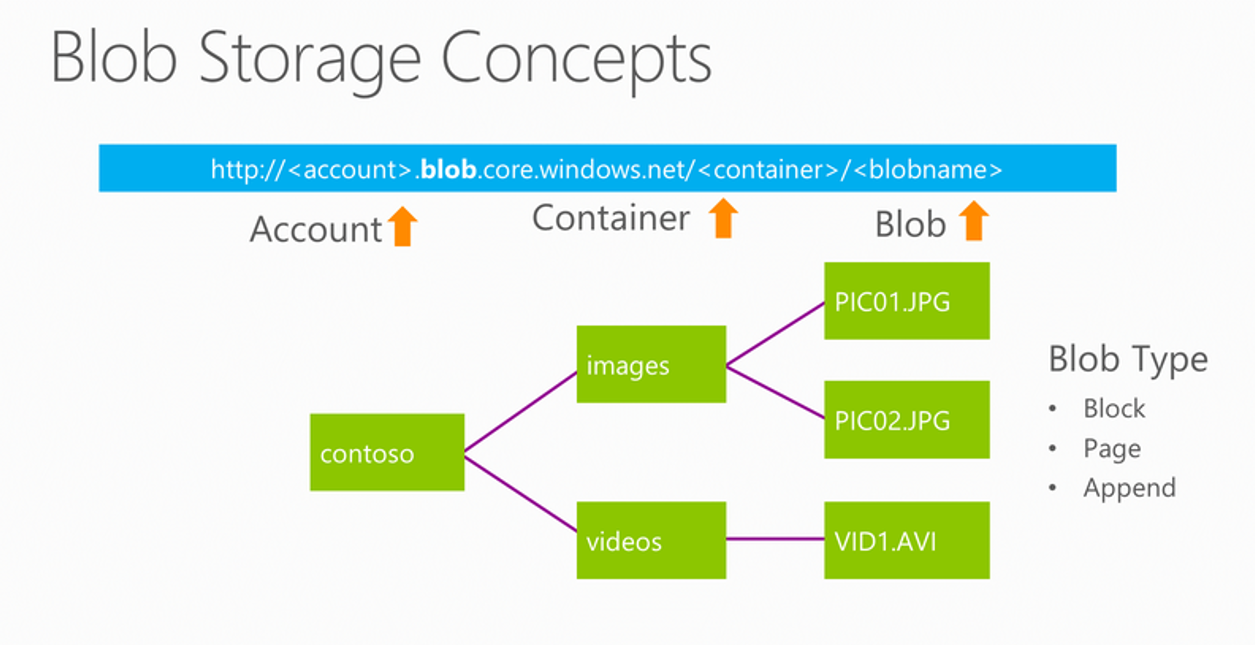 Blob Storage Concepts
http://<account>.blob.core.windows.net/<container>/<blobname>
Account
Container
Blob
contoso
images
videos
PIC01.JPG
PIC02.JPG
VID1.AVI
Blob Type
• Block
• Page
• Append